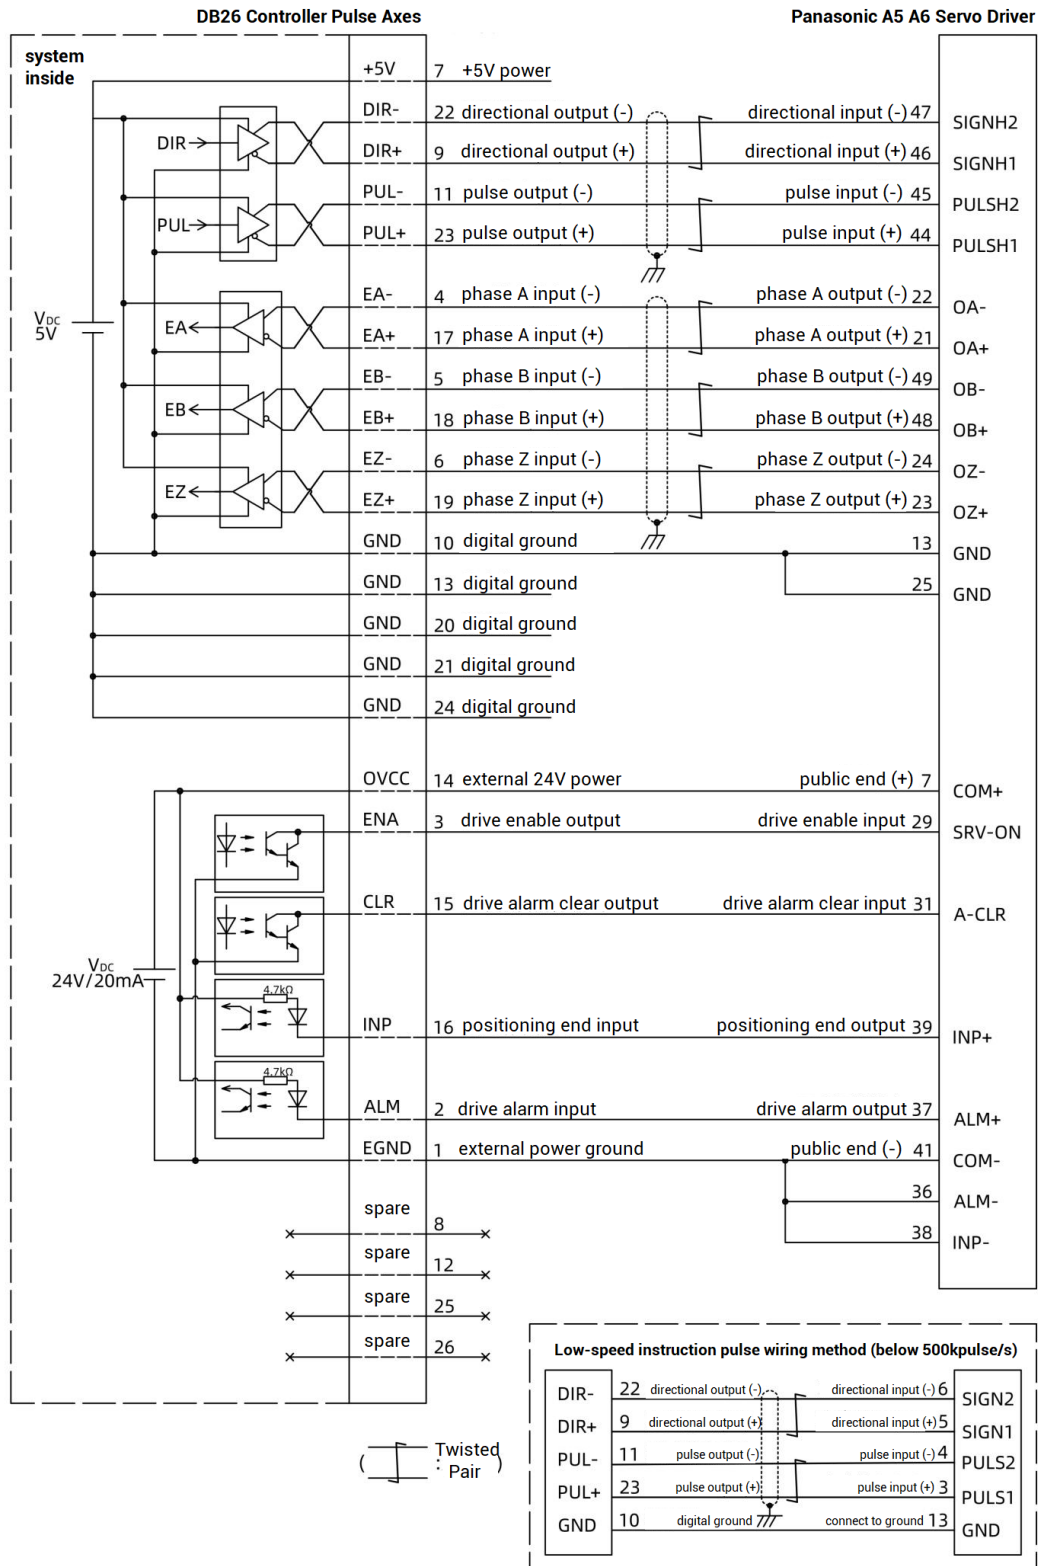 DB26 Controller Pulse Axes
Panasonic A5 A6 Servo Driver
system
inside
+5V 7 +5V power
DIR- 22 directional output (-) directional input (-) 47 SIGNH2
DIR
DIR+ 9 directional output (+) directional input (+) 46 SIGNH1
PUL- 11 pulse output (-) pulse input (-) 45 PULSH2
PUL
PUL+ 23 pulse output (+) pulse input (+) 44 PULSH1
EA- 4 phase A input (-) phase A output (-) 22 OA-
VDC
5V
EA
EA+ 17 phase A input (+) phase A output (+) 21 OA+
EB- 5 phase B input (-) phase B output (-) 49 OB-
EB
EB+ 18 phase B input (+) phase B output (+) 48 OB+
EZ- 6 phase Z input (-) phase Z output (-) 24 OZ-
EZ
EZ+ 19 phase Z input (+) phase Z output (+) 23 OZ+
GND 10 digital ground 13 GND
GND 13 digital ground 25 GND
GND 20 digital ground
GND 21 digital ground
GND 24 digital ground
OVCC 14 external 24V power public end (+) 7 COM+
ENA 3 drive enable output drive enable input 29 SRV-ON
CLR 15 drive alarm clear output drive alarm clear input 31 A-CLR
VDC
24V/20mA
4.7kΩ
INP 16 positioning end input positioning end output 39 INP+
4.7kΩ
ALM 2 drive alarm input drive alarm output 37 ALM+
EGND 1 external power ground public end (-) 41 COM-
36 ALM-
38 INP-
spare 8
spare 12
spare 25
spare 26
Low-speed instruction pulse wiring method (below 500kpulse/s)
DIR- 22 directional output (-) directional input (-) 6 SIGN2
DIR+ 9 directional output (+) directional input (+) 5 SIGN1
PUL- 11 pulse output (-) pulse input (-) 4 PULS2
PUL+ 23 pulse output (+) pulse input (+) 3 PULS1
GND 10 digital ground connect to ground 13 GND
( : Twisted
Pair )